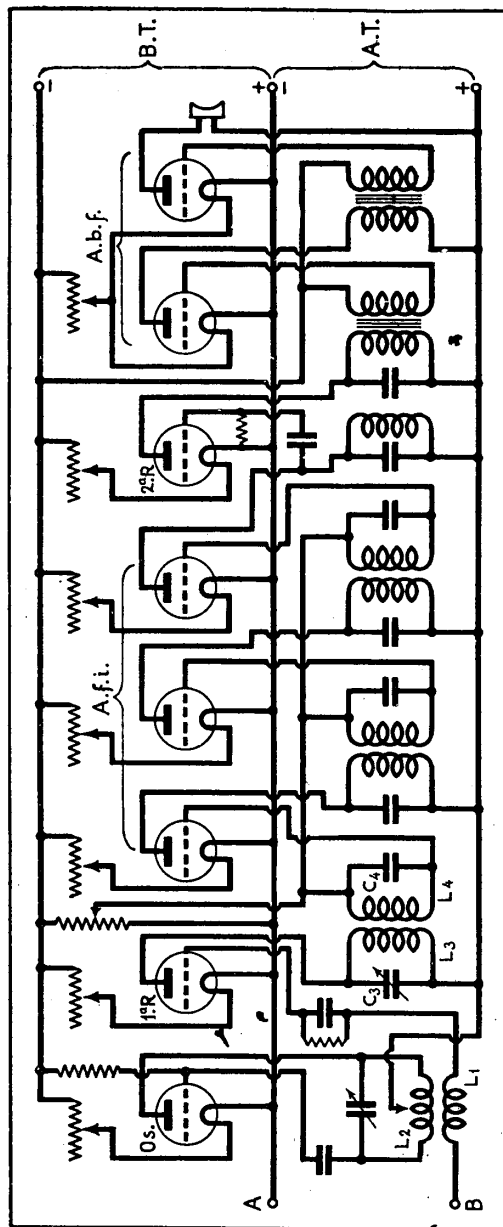 B.T.
A.T.
- + - +
A.b.f.
A.f.i.
Os.
1ª.R
2ª.R
A
B
L2
L1
C3
L3
C4
L4